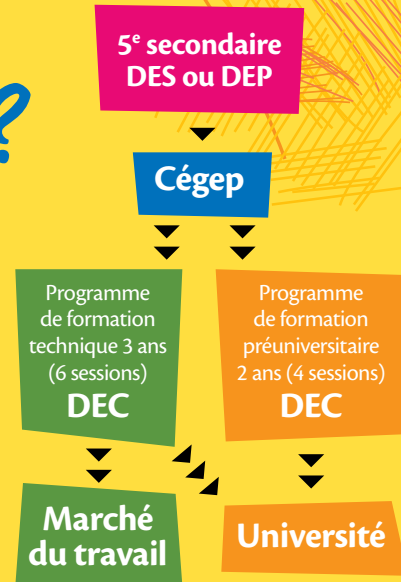 5e secondaire
DES ou DEP
?
Cégep
Programme
de formation
technique 3 ans
(6 sessions)
DEC
Programme
de formation
préuniversitaire
2 ans (4 sessions)
DEC
Marché
du travail
Université